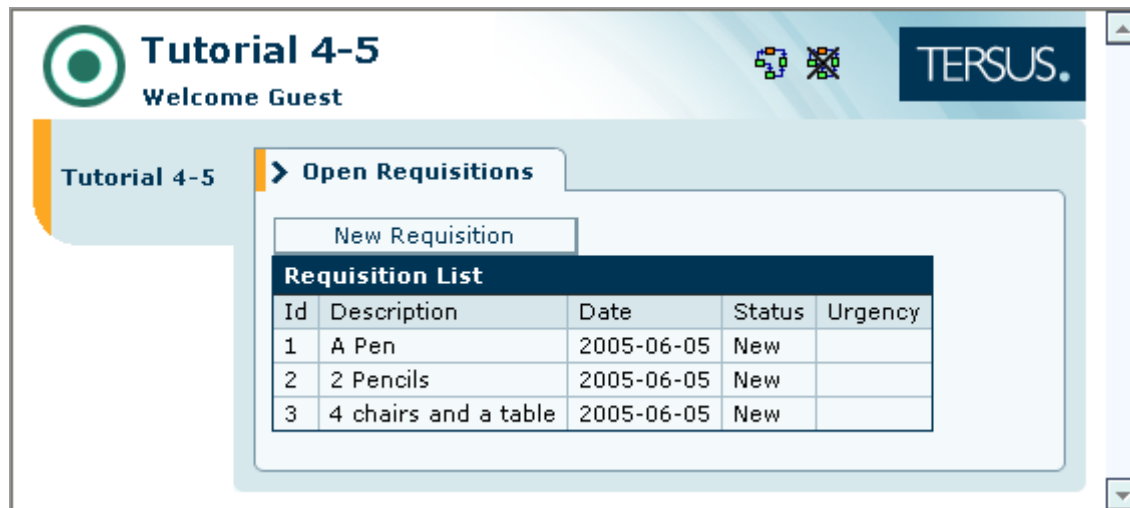 Tutorial 4-5
Welcome Guest
TERSUS.
Tutorial 4-5
Open Requisitions
New Requisition
Requisition List
Id Description Date Status Urgency
1 A Pen 2005-06-05 New
2 2 Pencils 2005-06-05 New
3 4 chairs and a table 2005-06-05 New